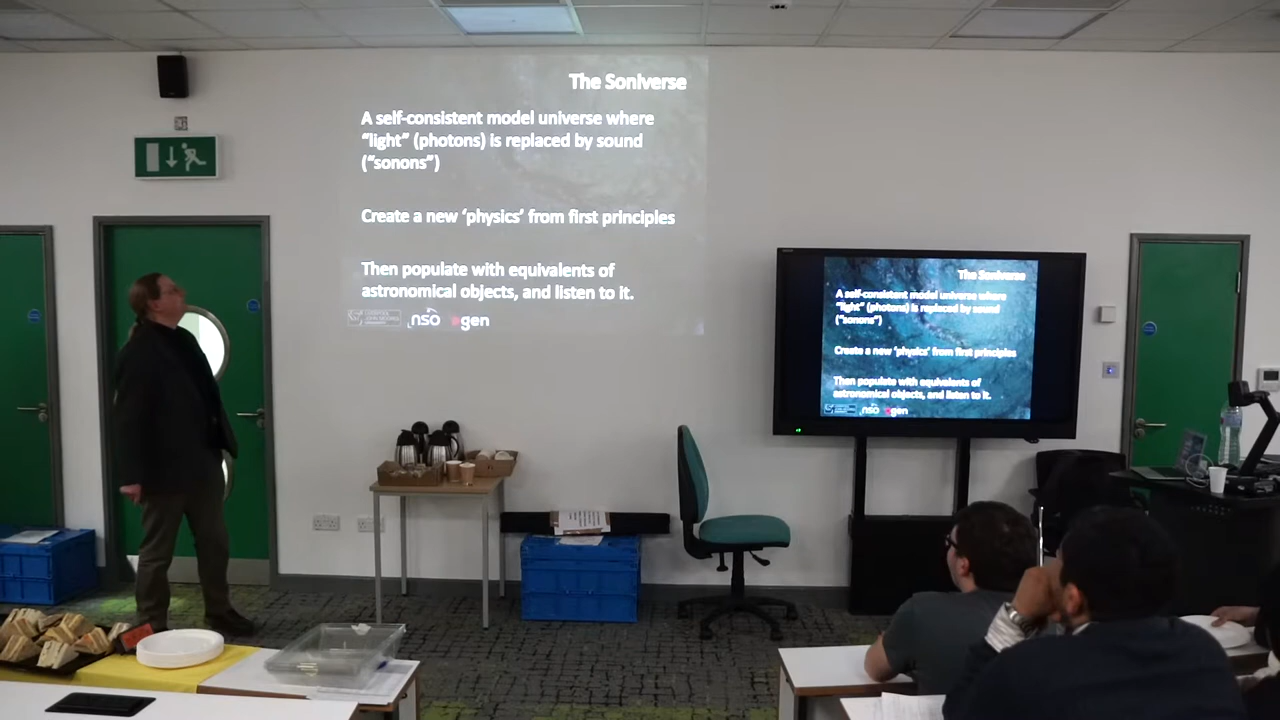 The Soniverse
A self-consistent model universe where
“light” (photons) is replaced by sound
(“sonons”)
Create a new ‘physics’ from first principles
Then populate with equivalents of
astronomical objects, and listen to it.
nso
gen
The Soniverse
A self-consistent model universe where
“light” (photons) is replaced by sound
(“sonons”)
Create a new ‘physics’ from first principles
Then populate with equivalents of
astronomical objects, and listen to it.
nso
gen